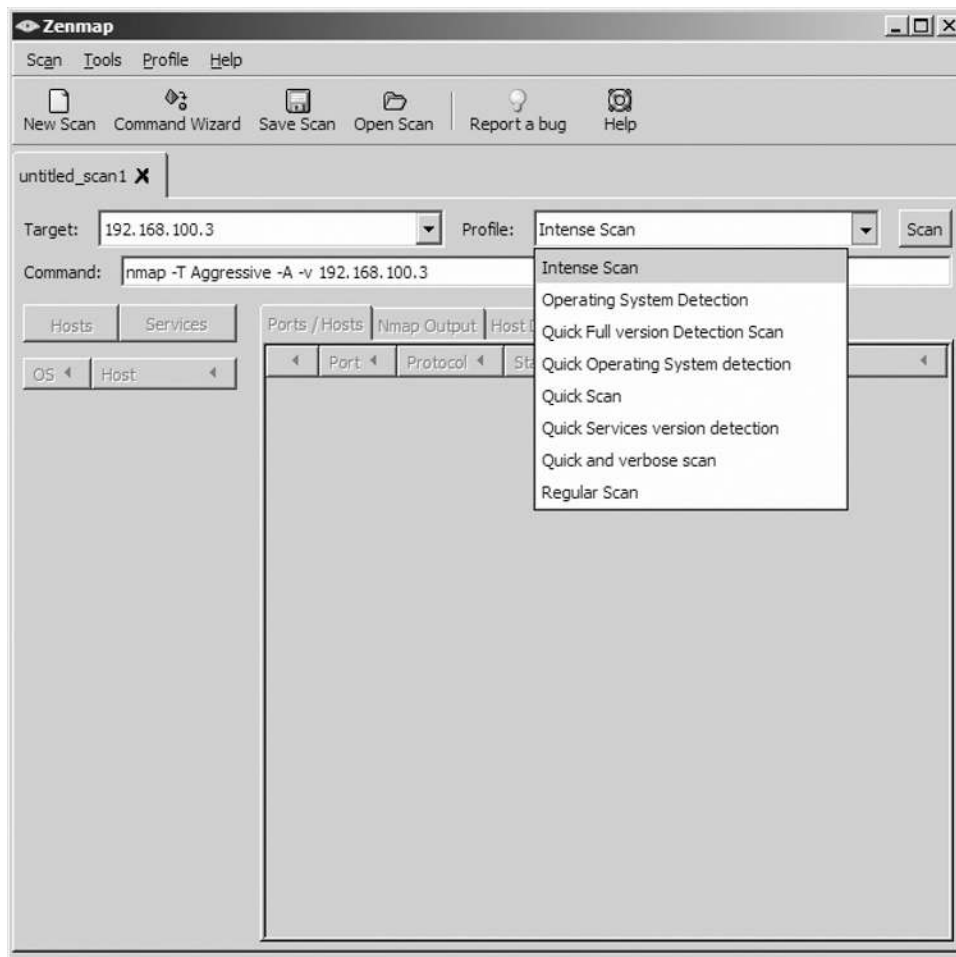 Zenmap
Scan Tools Profile Help
New Scan Command Wizard Save Scan Open Scan Report a bug Help
untitled_scan1
Target: 192.168.100.3 Profile: Intense Scan Scan
Command: nmap -T Aggressive -A -v 192.168.100.3
Hosts Services
OS Host
Ports / Hosts Nmap Output Host
Port Protocol
Intense Scan
Operating System Detection
Quick Full version Detection Scan
Quick Operating System detection
Quick Scan
Quick Services version detection
Quick and verbose scan
Regular Scan